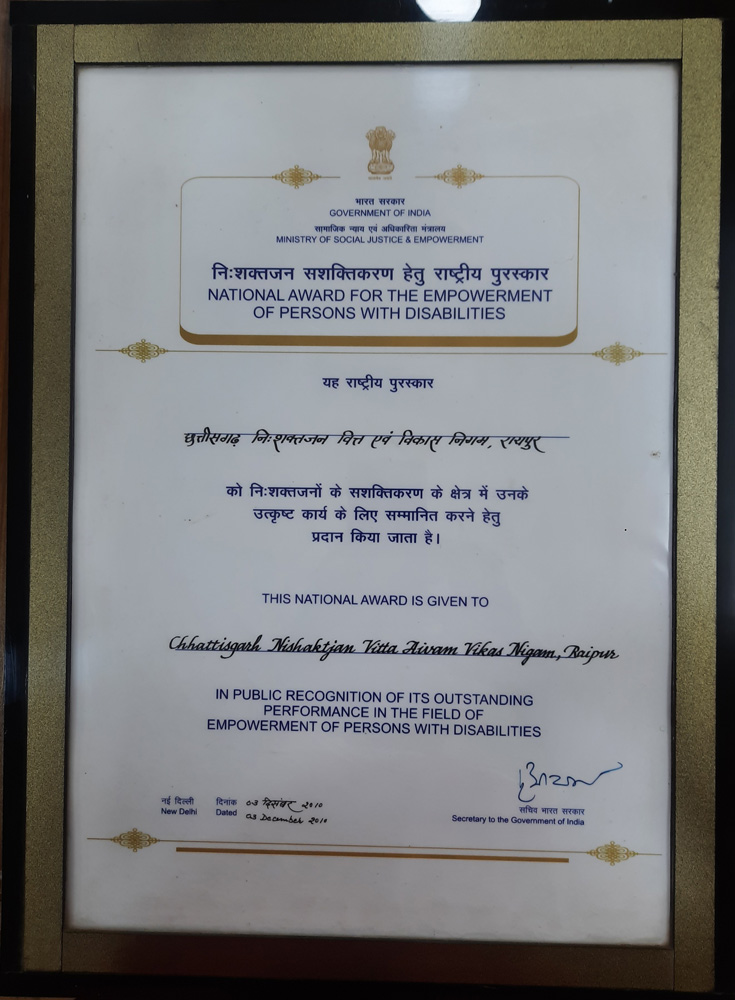 भारत सरकार
GOVERNMENT OF INDIA
सामाजिक न्याय एवं अधिकारिता मंत्रालय
MINISTRY OF SOCIAL JUSTICE & EMPOWERMENT
निःशक्तजन सशक्तिकरण हेतु राष्ट्रीय पुरस्कार
NATIONAL AWARD FOR THE EMPOWERMENT
OF PERSONS WITH DISABILITIES
यह राष्ट्रीय पुरस्कार
छत्तीसगढ़ निःशक्तजन वित्त एवं विकास निगम, रायपुर
को निःशक्तजनों के सशक्तिकरण के क्षेत्र में उनके
उत्कृष्ट कार्य के लिए सम्मानित करने हेतु
प्रदान किया जाता है।
THIS NATIONAL AWARD IS GIVEN TO
Chhattisgarh Nishaktjan Vitta Aivam Vikas Nigam, Raipur
IN PUBLIC RECOGNITION OF ITS OUTSTANDING
PERFORMANCE IN THE FIELD OF
EMPOWERMENT OF PERSONS WITH DISABILITIES
नई दिल्ली दिनांक 03 दिसंबर 2010
New Delhi Dated 03 December 2010
सचिव भारत सरकार
Secretary to the Government of India